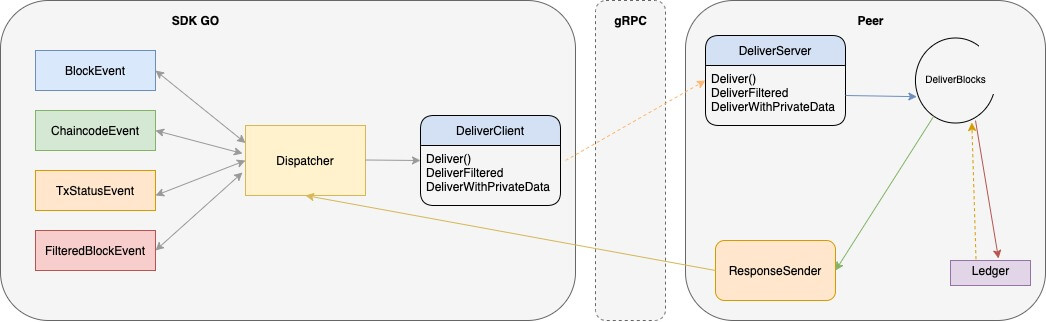 SDK GO
gRPC
Peer
BlockEvent
ChaincodeEvent
TxStatusEvent
FilteredBlockEvent
Dispatcher
DeliverClient
Deliver()
DeliverFiltered
DeliverWithPrivateData
DeliverServer
Deliver()
DeliverFiltered
DeliverWithPrivateData
DeliverBlocks
ResponseSender
Ledger